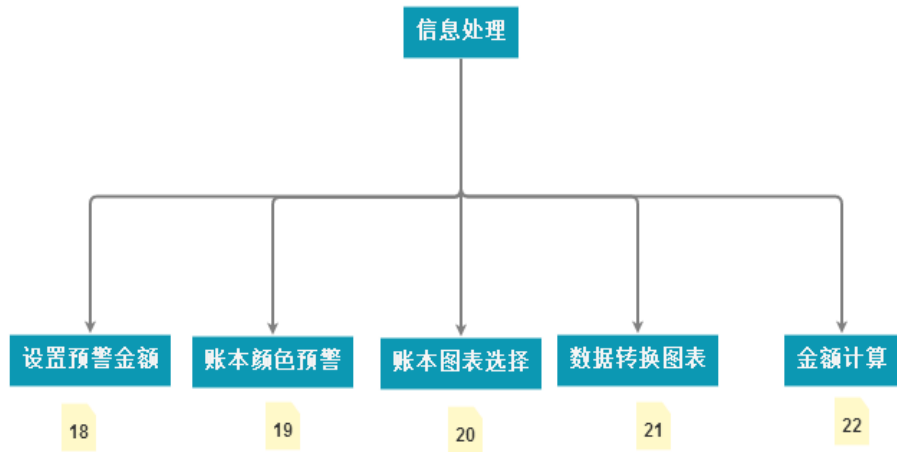 信息处理
设置预警金额
账本颜色预警
账本图表选择
数据转换图表
金额计算
18
19
20
21
22